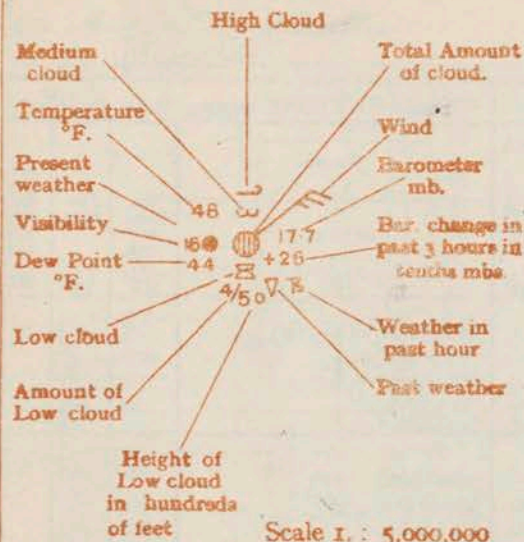 High Cloud
Medium
cloud
Total Amount
of cloud.
Temperature
°F.
Wind
Present
weather
Barometer
mb.
48
Visibility
16
17.7
Bar. change in
past 3 hours in
tenths mbs.
Dew Point
°F.
44
+26
4/50
Low cloud
Weather in
past hour
Amount of
Low cloud
Past weather
Height of
Low cloud
in hundreds
of feet
Scale 1. : 5,000,000